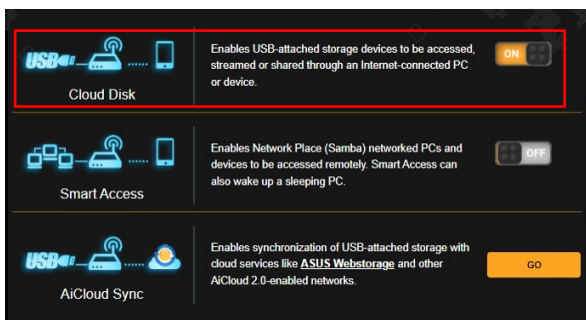 Enables USB-attached storage devices to be accessed,
streamed or shared through an Internet-connected PC
or device.
ON
USB
Cloud Disk
Enables Network Place (Samba) networked PCs and
devices to be accessed remotely. Smart Access can
also wake up a sleeping PC.
OFF
Smart Access
Enables synchronization of USB-attached storage with
cloud services like ASUS Webstorage and other
AiCloud 2.0-enabled networks.
GO
USB
AiCloud Sync